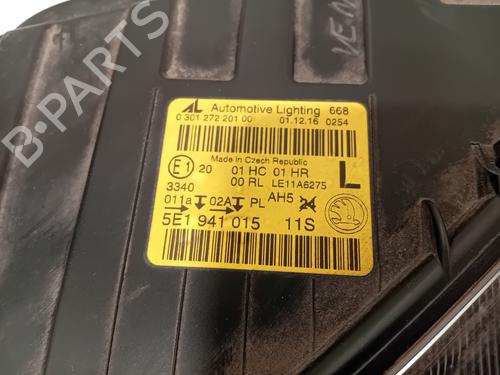 B-PARTS
AL Automotive Lighting 668
0 301 272 201 00 01.12.16 0254
Made in Czech Republic
E1 20 01 HC 01 HR L
3340 00 RL LE11A6275
011a 02A PL AH5 24
5E1 941 015 11S